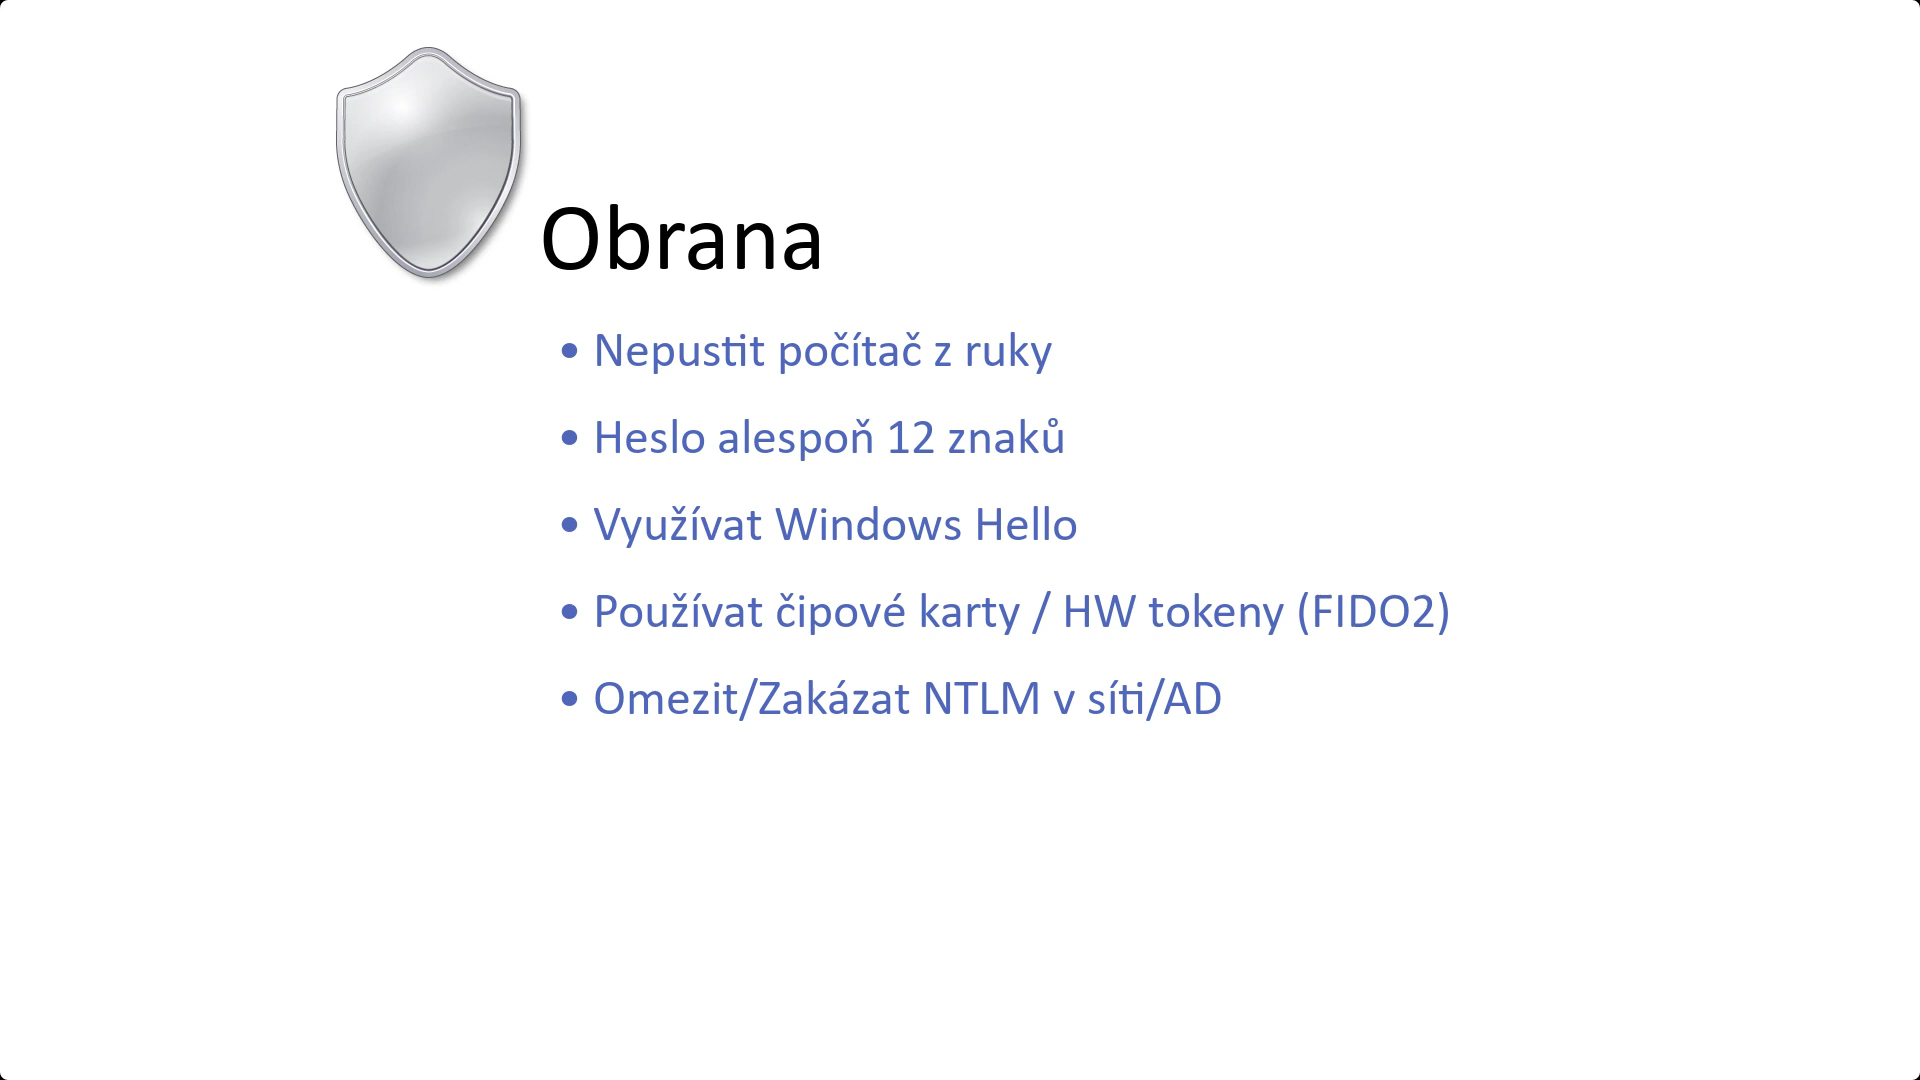 Obrana
• Nepustit počítač z ruky
• Heslo alespoň 12 znaků
• Využívat Windows Hello
• Používat čipové karty / HW tokeny (FIDO2)
• Omezit/Zakázat NTLM v síti/AD